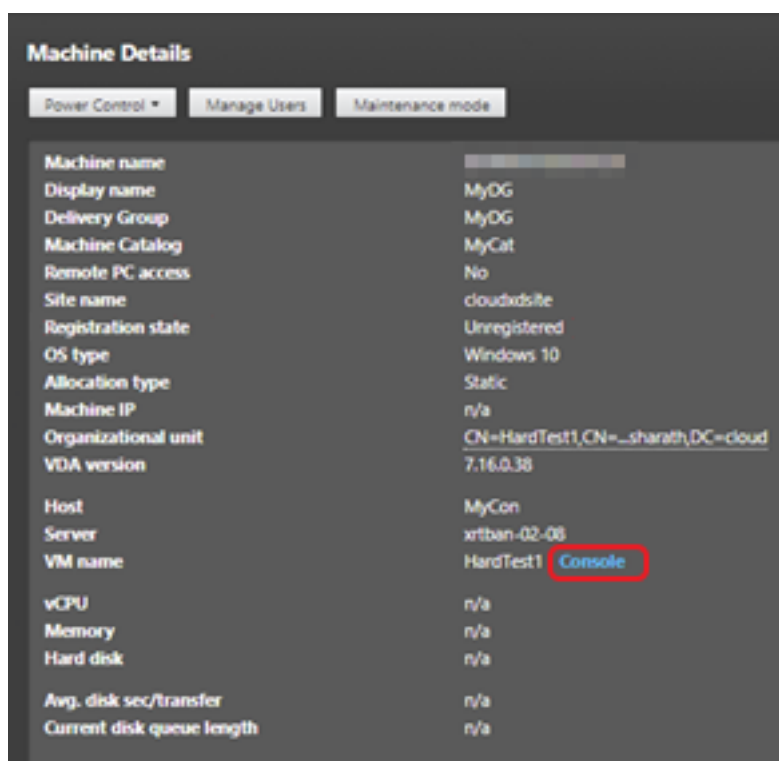 Machine Details
Power Control Manage Users Maintenance mode
Machine name
Display name MyDG
Delivery Group MyDG
Machine Catalog MyCat
Remote PC access No
Site name cloudxdsite
Registration state Unregistered
OS type Windows 10
Allocation type Static
Machine IP n/a
Organizational unit CN=HardTest1,CN=...sharath,DC=cloud
VDA version 7.16.0.38
Host MyCon
Server xrtban-02-08
VM name HardTest1 Console
vCPU n/a
Memory n/a
Hard disk n/a
Avg. disk sec/transfer n/a
Current disk queue length n/a